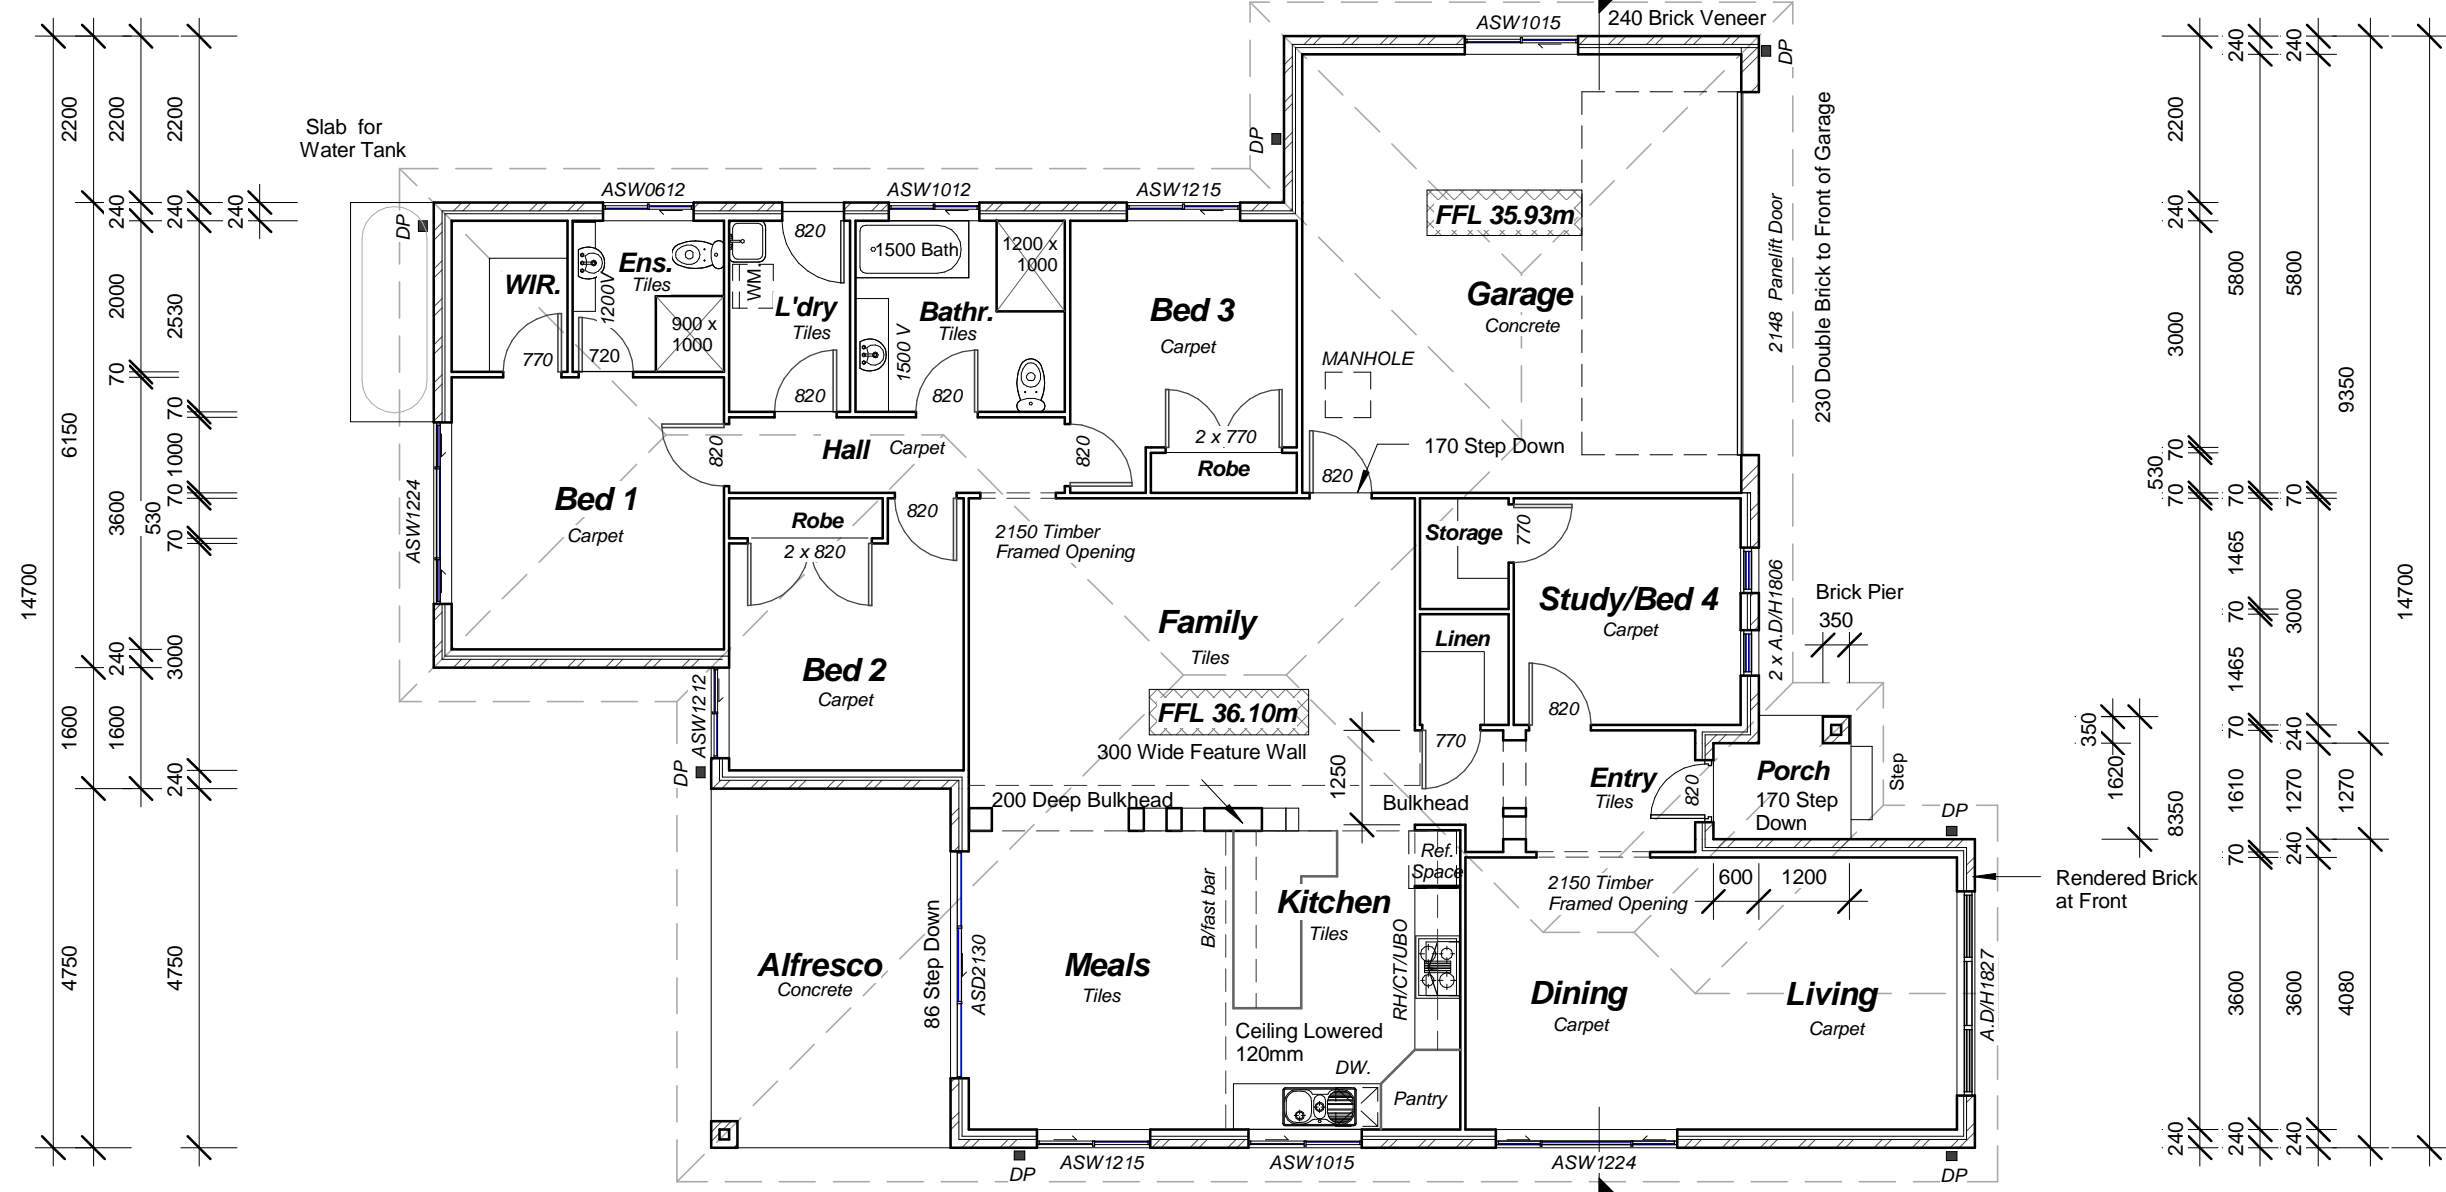 ASW1015
240 Brick Veneer
DP
Slab for
Water Tank
DP
ASW0612
ASW1012
ASW1215
DP
820
1500 Bath
1200 x
1000
FFL 35.93m
WIR.
Ens.
Tiles
1200V
WM.
L'dry
Tiles
Bathr.
Tiles
1500 V
Bed 3
Carpet
Garage
Concrete
2148 Panelift Door
230 Double Brick to Front of Garage
900 x
1000
770
720
820
820
MANHOLE
2 x 770
Robe
820
170 Step Down
Hall
Carpet
820
820
ASW1224
Bed 1
Carpet
Robe
2 x 820
820
2150 Timber
Framed Opening
Storage
770
Study/Bed 4
Carpet
2 x A.D/H1806
Brick Pier
350
Family
Tiles
Linen
Bed 2
Carpet
ASW1212
DP
FFL 36.10m
300 Wide Feature Wall
770
820
1250
200 Deep Bulkhead
Bulkhead
Entry
Tiles
820
Porch
170 Step
Down
Step
DP
Ref.
Space
2150 Timber
Framed Opening
600
1200
Rendered Brick
at Front
B/fast bar
Kitchen
Tiles
RH/CT/UBO
86 Step Down
ASD2130
Alfresco
Concrete
Meals
Tiles
Dining
Carpet
Living
Carpet
A.D/H1827
Ceiling Lowered
120mm
DW.
Pantry
DP
ASW1215
ASW1015
ASW1224
DP
14700
2200
6150
1600
4750
2200
240
2000
70
3600
240
1600
2200
240
2530
70
1000
70
530
70
3000
240
4750
240
2200
240
3000
70
530
70
350
1620
8350
240
240
5800
70
1465
70
1465
70
1610
70
3600
240
240
5800
70
3000
240
1270
240
3600
240
9350
1270
4080
14700